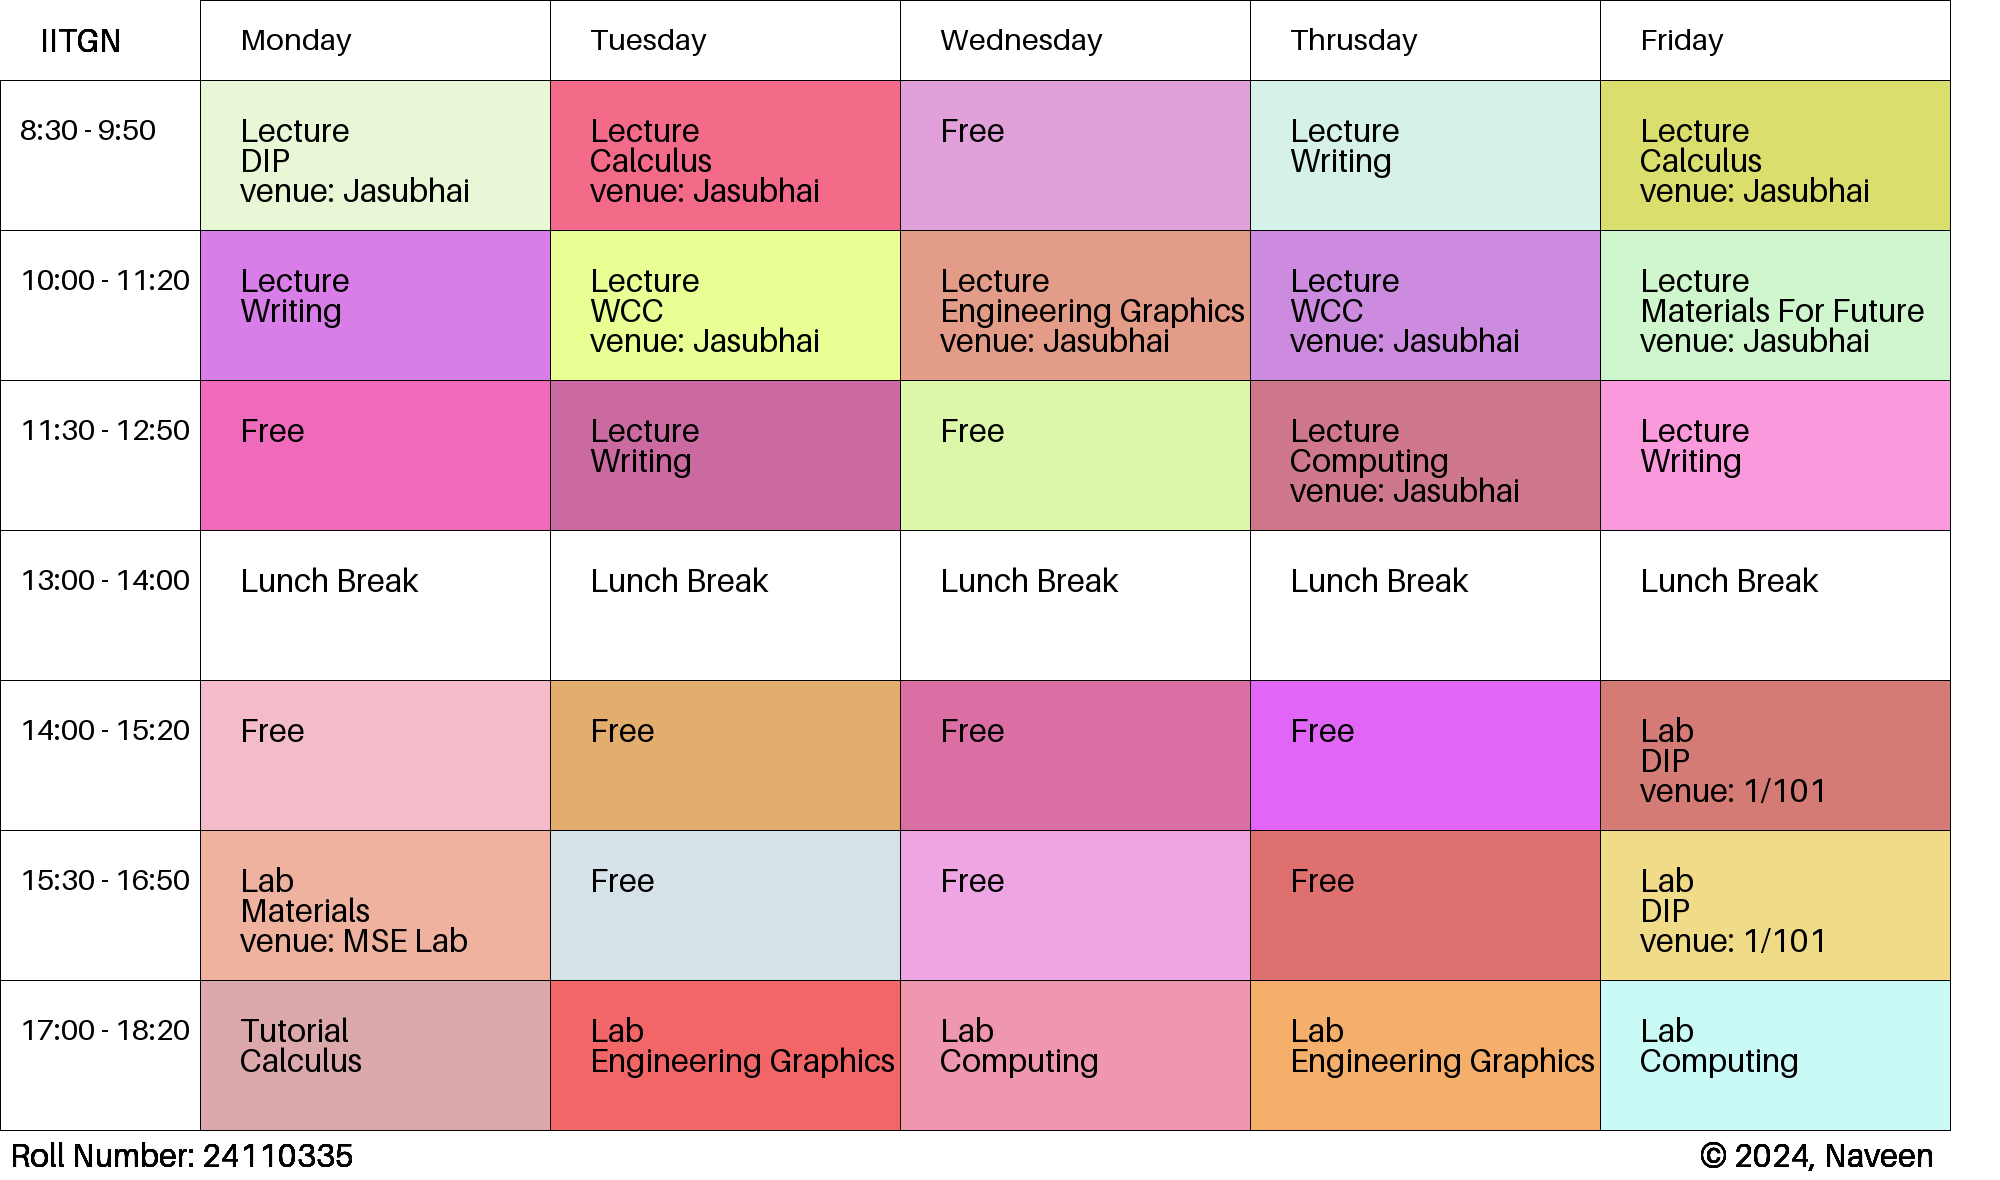 IITGN
Monday
Tuesday
Wednesday
Thrusday
Friday
8:30 - 9:50
Lecture
DIP
venue: Jasubhai
Lecture
Calculus
venue: Jasubhai
Free
Lecture
Writing
Lecture
Calculus
venue: Jasubhai
10:00 - 11:20
Lecture
Writing
Lecture
WCC
venue: Jasubhai
Lecture
Engineering Graphics
venue: Jasubhai
Lecture
WCC
venue: Jasubhai
Lecture
Materials For Future
venue: Jasubhai
11:30 - 12:50
Free
Lecture
Writing
Free
Lecture
Computing
venue: Jasubhai
Lecture
Writing
13:00 - 14:00
Lunch Break
Lunch Break
Lunch Break
Lunch Break
Lunch Break
14:00 - 15:20
Free
Free
Free
Free
Lab
DIP
venue: 1/101
15:30 - 16:50
Lab
Materials
venue: MSE Lab
Free
Free
Free
Lab
DIP
venue: 1/101
17:00 - 18:20
Tutorial
Calculus
Lab
Engineering Graphics
Lab
Computing
Lab
Engineering Graphics
Lab
Computing
Roll Number: 24110335
© 2024, Naveen